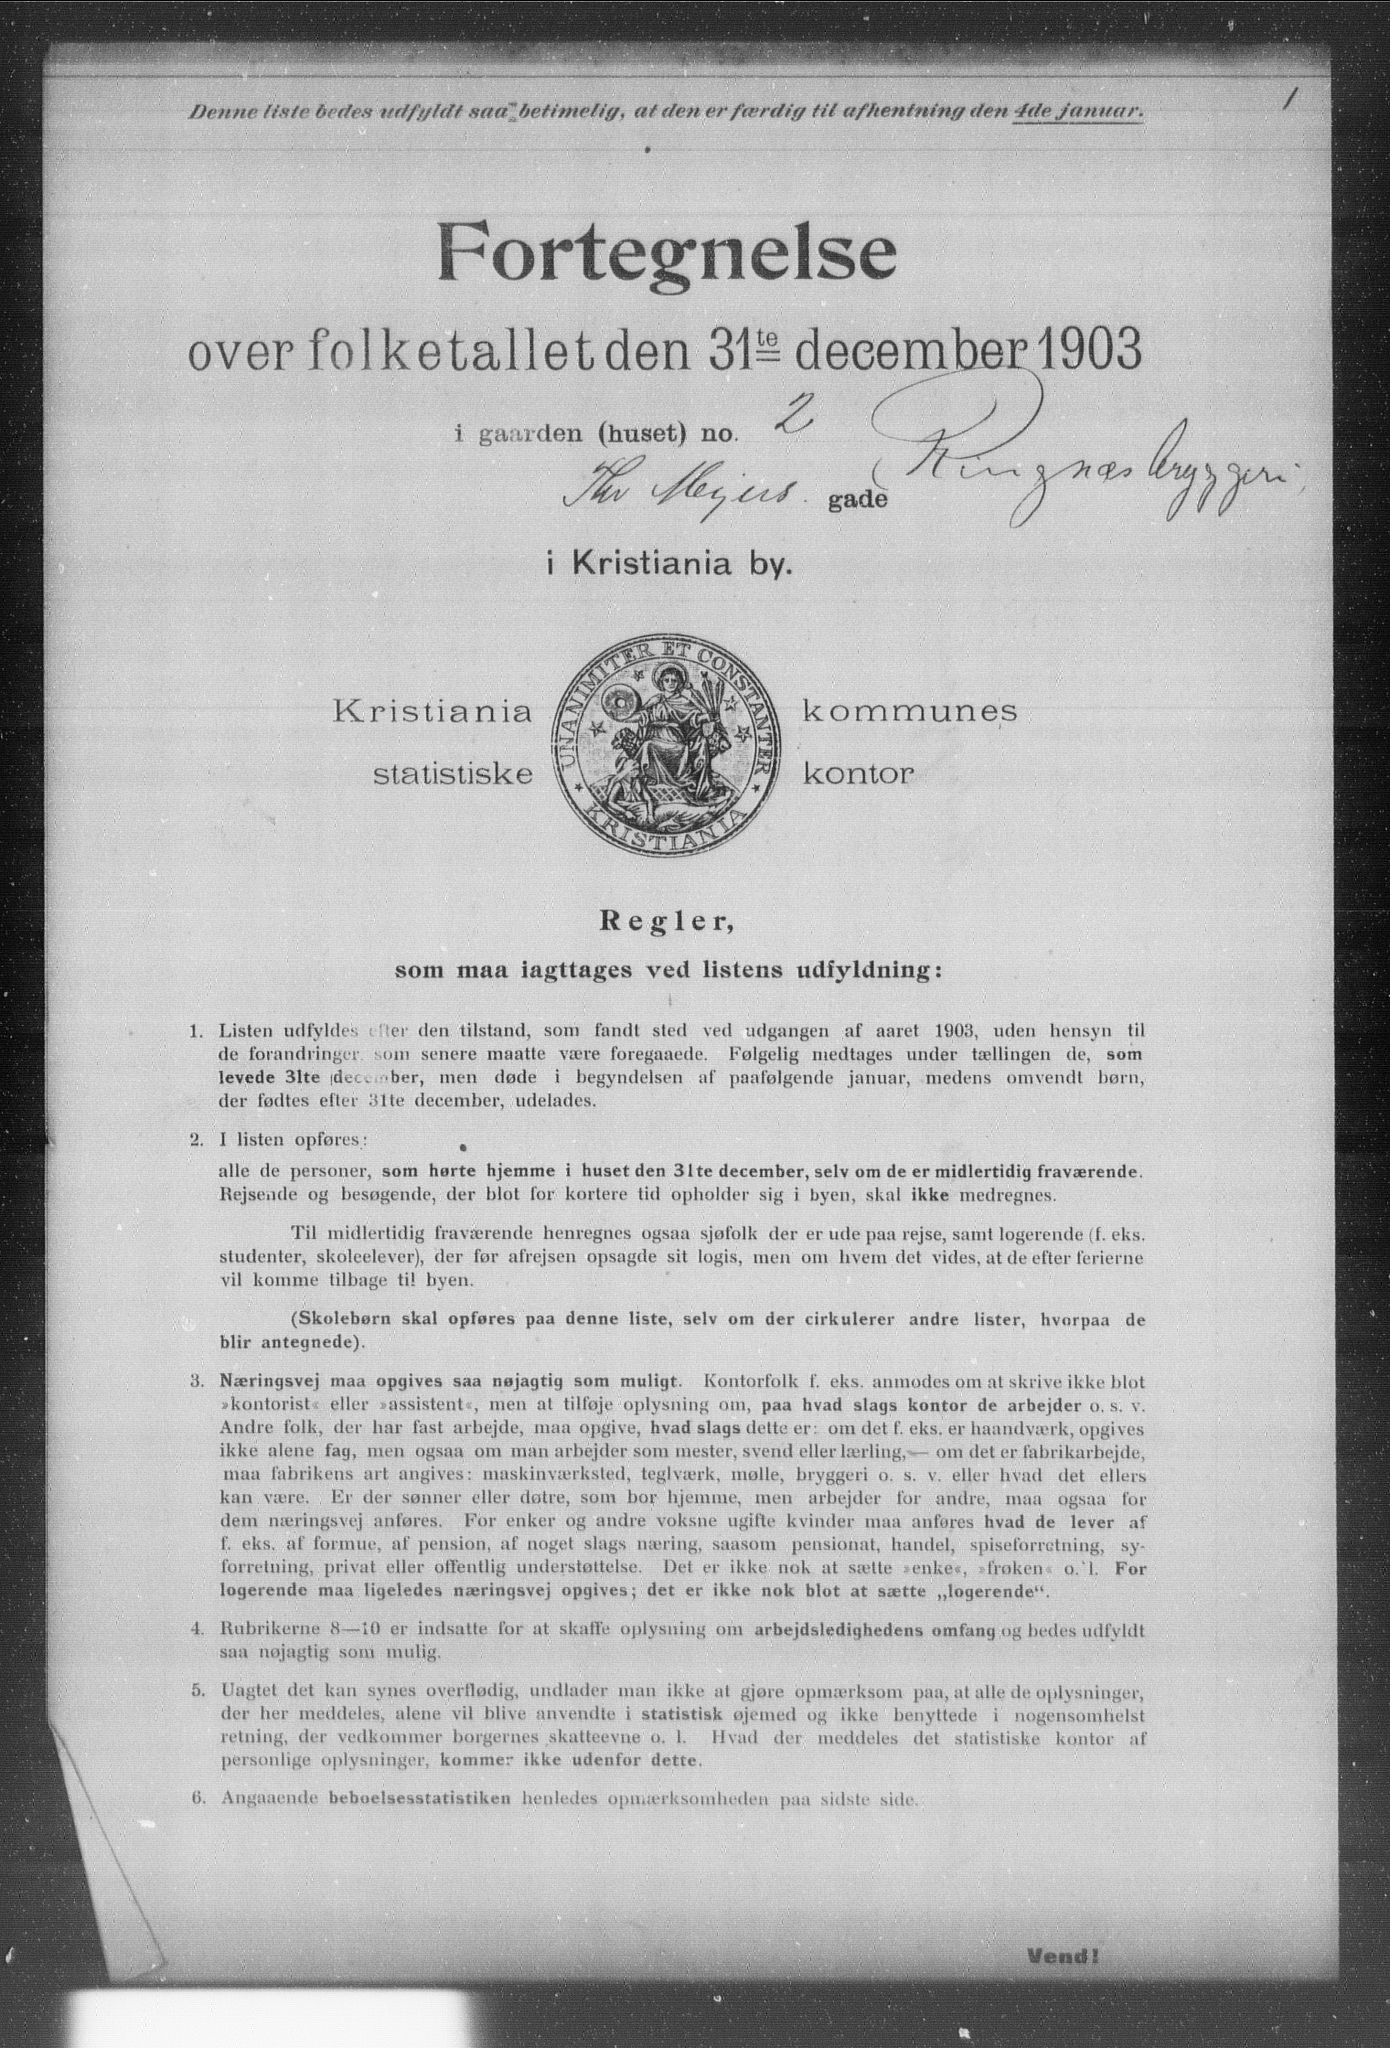 1
Denne liste bedes udfyldt saa betimelig, at den er færdig til afhentning den 4de januar.
Fortegnelse
over folketallet den 31te december 1903
i gaarden (huset) no. 2
Thv Meyers gade Ringnæs bryggeri
i Kristiania by.
Kristiania kommunes
statistiske kontor
UNANIMITER ET CONSTANTER
KRISTIANIA
Regler,
som maa iagttages ved listens udfyldning:
1. Listen udfyldes efter den tilstand, som fandt sted ved udgangen af aaret 1903, uden hensyn til
de forandringer, som senere maatte være foregaaede. Følgelig medtages under tællingen de, som
levede 31te december, men døde i begyndelsen af paafølgende januar, medens omvendt børn,
der fødtes efter 31te december, udelades.
2. I listen opføres:
alle de personer, som hørte hjemme i huset den 31te december, selv om de er midlertidig fraværende.
Rejsende og besøgende, der blot for kortere tid opholder sig i byen, skal ikke medregnes.
Til midlertidig fraværende henregnes ogsaa sjøfolk der er ude paa rejse, samt logerende (f. eks.
studenter, skoleelever), der før afrejsen opsagde sit logis, men om hvem det vides, at de efter ferierne
vil komme tilbage til byen.
(Skolebørn skal opføres paa denne liste, selv om der cirkulerer andre lister, hvorpaa de
blir antegnede).
3. Næringsvej maa opgives saa nøjagtig som muligt. Kontorfolk f. eks. anmodes om at skrive ikke blot
»kontorist« eller »assistent«, men at tilføje oplysning om, paa hvad slags kontor de arbejder o. s. v.
Andre folk, der har fast arbejde, maa opgive, hvad slags dette er: om det f. eks. er haandværk, opgives
ikke alene fag, men ogsaa om man arbejder som mester, svend eller lærling, — om det er fabrikarbejde,
maa fabrikens art angives: maskinværksted, teglværk, mølle, bryggeri o. s. v. eller hvad det ellers
kan være. Er der sønner eller døtre, som bor hjemme, men arbejder for andre, maa ogsaa for
dem næringsvej anføres. For enker og andre voksne ugifte kvinder maa anføres hvad de lever af
f. eks. af formue, af pension, af noget slags næring, saasom pensionat, handel, spiseforretning, sy-
forretning, privat eller offentlig understøttelse. Det er ikke nok at sætte »enke«, »frøken« o. l. For
logerende maa ligeledes næringsvej opgives; det er ikke nok blot at sætte „logerende“.
4. Rubrikerne 8—10 er indsatte for at skaffe oplysning om arbejdsledighedens omfang og bedes udfyldt
saa nøjagtig som mulig.
5. Uagtet det kan synes overflødig, undlader man ikke at gjøre opmærksom paa, at alle de oplysninger,
der her meddeles, alene vil blive anvendte i statistisk øjemed og ikke benyttede i nogensomhelst
retning, der vedkommer borgernes skatteevne o. l. Hvad der meddeles det statistiske kontor af
personlige oplysninger, kommer ikke udenfor dette.
6. Angaaende beboelsesstatistiken henledes opmærksomheden paa sidste side.
Vend!